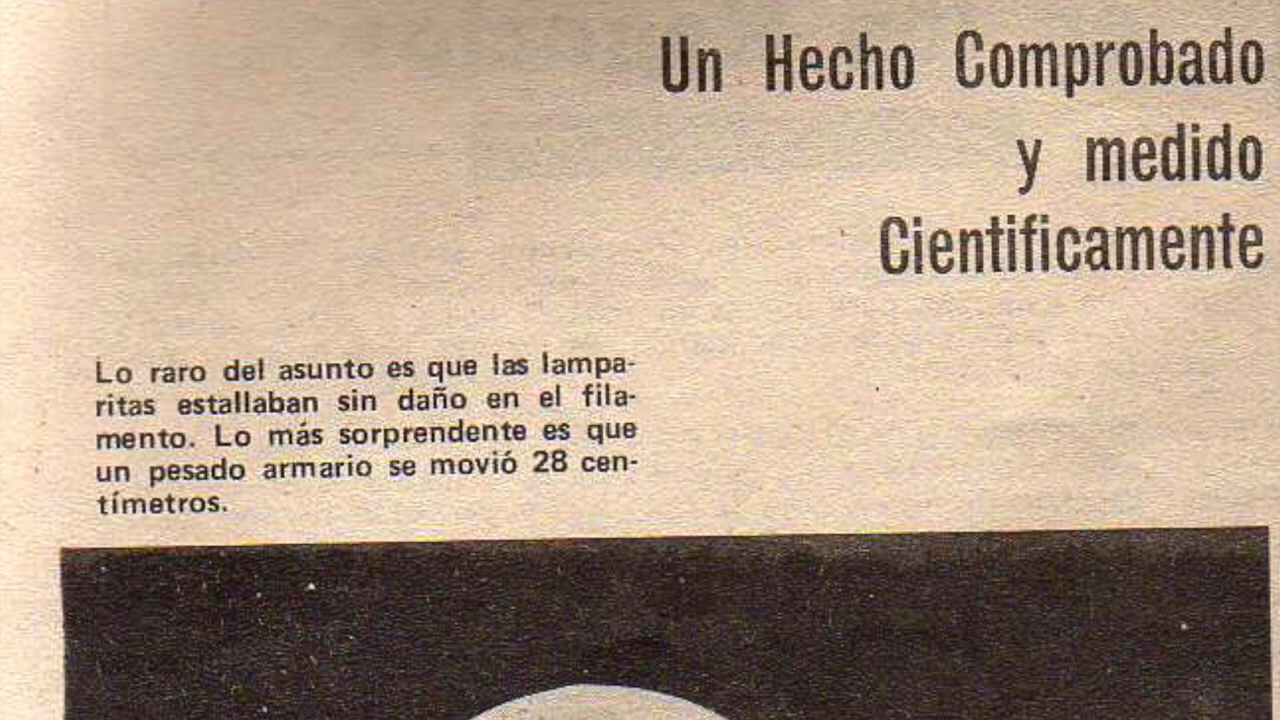 Un Hecho Comprobado
y medido
Cientificamente
Lo raro del asunto es que las lampa-
ritas estallaban sin daño en el fila-
mento. Lo más sorprendente es que
un pesado armario se movió 28 cen-
tímetros.